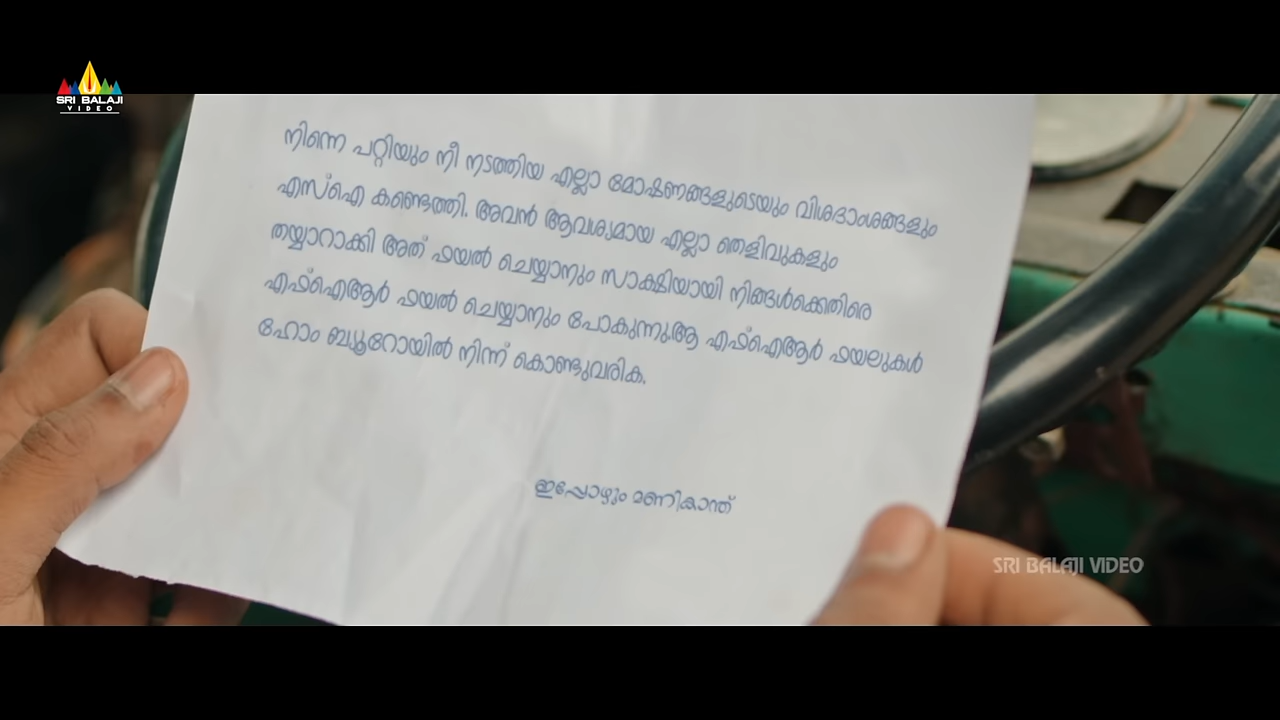 SRI BALAJI
VIDEO
നിന്നെ പറ്റിയും നീ നടത്തിയ എല്ലാ മോഷണങ്ങളുടെയും വിശദാംശങ്ങളും
എസ്ഐ കണ്ടെത്തി. അവൻ ആവശ്യമായ എല്ലാ തെളിവുകളും
തയ്യാറാക്കി അത് ഫയൽ ചെയ്യാനും സാക്ഷിയായി നിങ്ങൾക്കെതിരെ
എഫ്ഐആർ ഫയൽ ചെയ്യാനും പോകുന്നു.ആ എഫ്ഐആർ ഫയലുകൾ
ഹോം ബ്യൂറോയിൽ നിന്ന് കൊണ്ടുവരിക.
ഇപ്പോഴും മണികാന്ത്
SRI BALAJI VIDEO